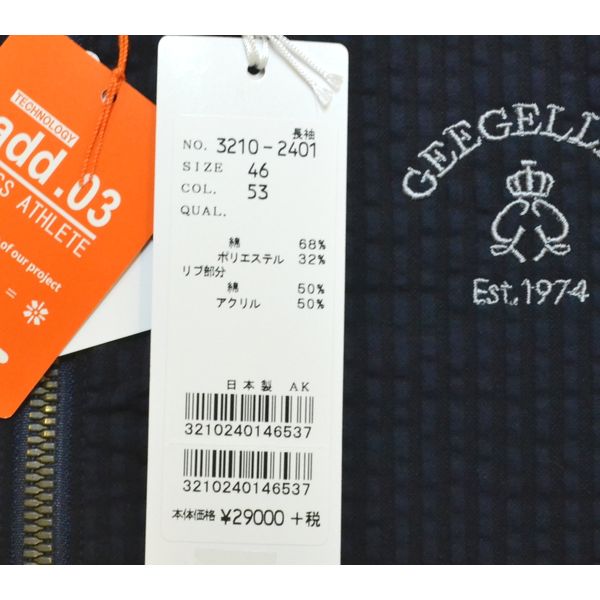 TECHNOLOGY
add.03
SS ATHLETE
of our project
=
長袖
NO. 3210-2401
SIZE 46
COL. 53
QUAL.
綿 68%
ポリエステル 32%
リブ部分
綿 50%
アクリル 50%
日本製 AK
3210240146537
3210240146537
本体価格 ¥29000 +税
GEEGELL
Est.1974